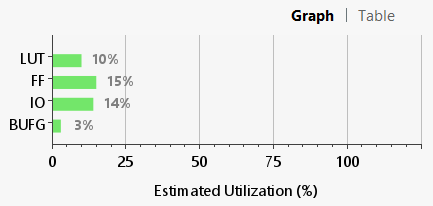 Graph | Table
LUT 10%
FF 15%
IO 14%
BUFG 3%
0 25 50 75 100
Estimated Utilization (%)